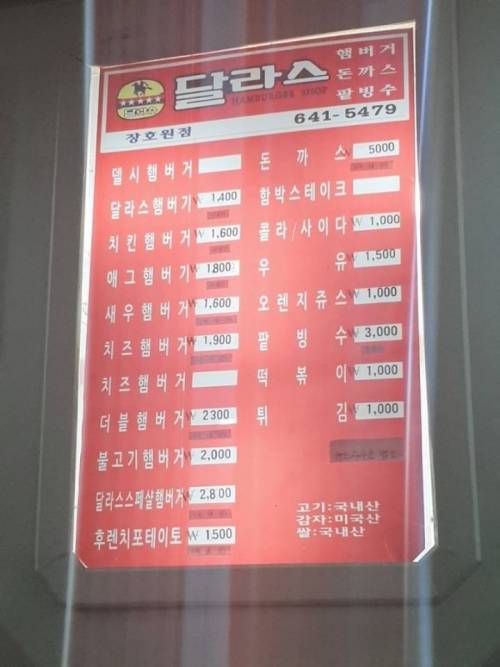 달라스
HAMBURGER SHOP
햄버거
돈까스
팥빙수
641-5479
장호원점
델시햄버거
달라스햄버거 ₩ 1,400
치킨햄버거 ₩ 1,600
애그햄버거 ₩ 1,800
새우햄버거 ₩ 1,600
치즈햄버거 ₩ 1,900
치즈햄버거
더블햄버거 ₩ 2300
불고기햄버거 ₩ 2,000
달라스스페샬햄버거 ₩ 2,800
후렌치포테이토 ₩ 1500
돈까스 5000
함박스테이크
콜라/사이다 ₩ 1,000
우유 ₩ 1,500
오렌지쥬스 ₩ 1,000
팥빙수 ₩ 3,000
떡볶이 ₩ 1,000
튀김 ₩ 1,000
고기:국내산
감자:미국산
쌀:국내산